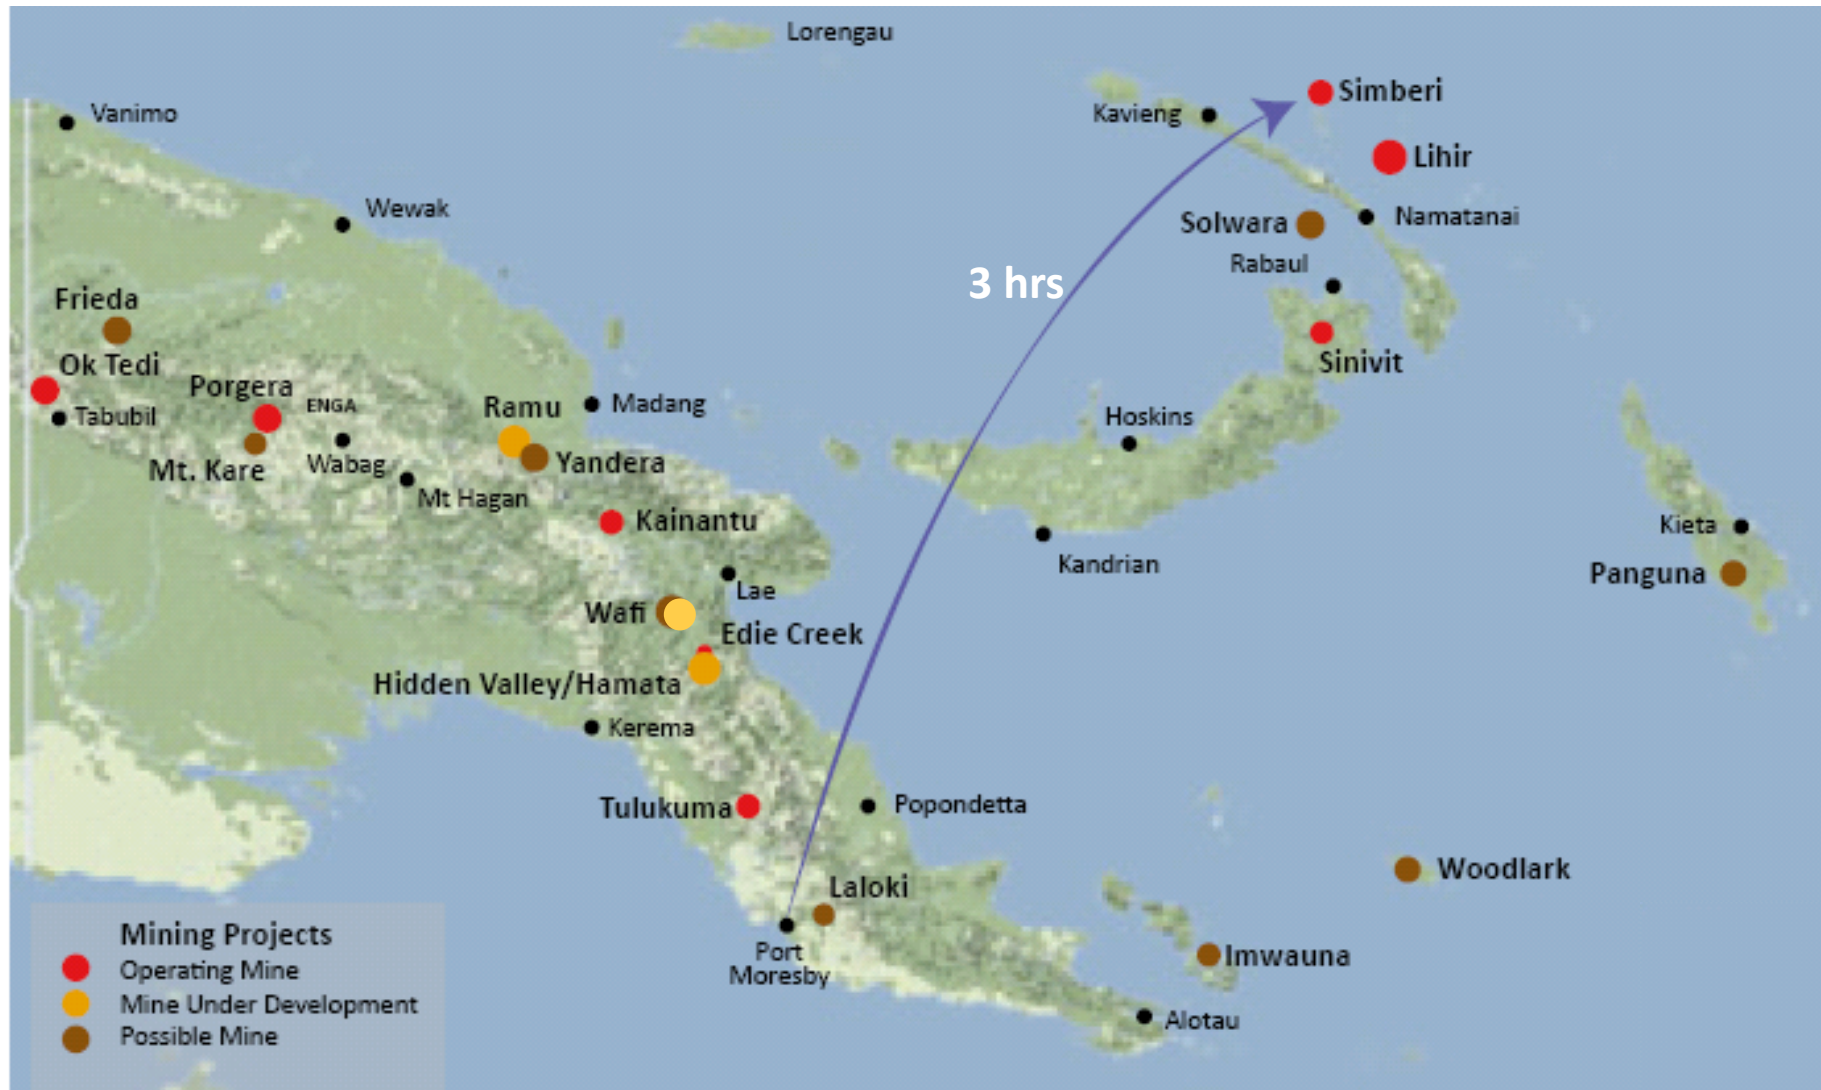 Lorengau
Simberi
Kavieng
Vanimo
Lihir
Wewak
Namatanai
Solwara
Rabaul
3 hrs
Frieda
Ok Tedi
Sinivit
Porgera
ENGA
Ramu
Madang
Tabubil
Hoskins
Mt. Kare
Wabag
Yandera
Mt Hagan
Kainantu
Kieta
Kandrian
Panguna
Lae
Wafi
Edie Creek
Hidden Valley/Hamata
Kerema
Tulukuma
Popondetta
Woodlark
Laloki
Port
Moresby
Imwauna
Alotau
Mining Projects
Operating Mine
Mine Under Development
Possible Mine